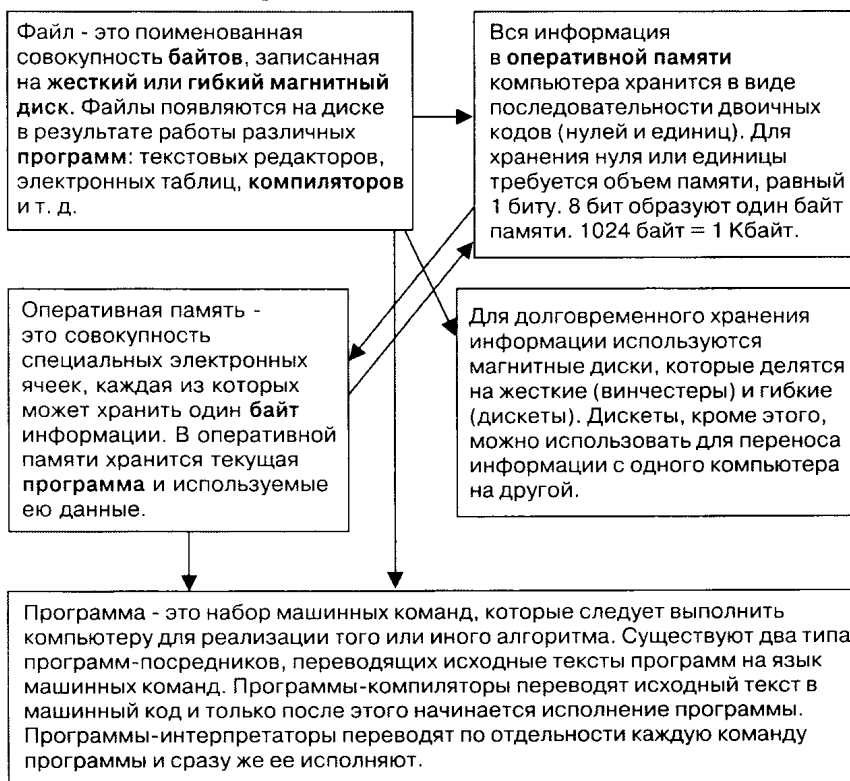 Файл - это поименованная
совокупность байтов, записанная
на жесткий или гибкий магнитный
диск. Файлы появляются на диске
в результате работы различных
программ: текстовых редакторов,
электронных таблиц, компиляторов
и т. д.
Вся информация
в оперативной памяти
компьютера хранится в виде
последовательности двоичных
кодов (нулей и единиц). Для
хранения нуля или единицы
требуется объем памяти, равный
1 биту. 8 бит образуют один байт
памяти. 1024 байт = 1 Кбайт.
Оперативная память -
это совокупность
специальных электронных
ячеек, каждая из которых
может хранить один байт
информации. В оперативной
памяти хранится текущая
программа и используемые
ею данные.
Для долговременного хранения
информации используются
магнитные диски, которые делятся
на жесткие (винчестеры) и гибкие
(дискеты). Дискеты, кроме этого,
можно использовать для переноса
информации с одного компьютера
на другой.
Программа - это набор машинных команд, которые следует выполнить
компьютеру для реализации того или иного алгоритма. Существуют два типа
программ-посредников, переводящих исходные тексты программ на язык
машинных команд. Программы-компиляторы переводят исходный текст в
машинный код и только после этого начинается исполнение программы.
Программы-интерпретаторы переводят по отдельности каждую команду
программы и сразу же ее исполняют.